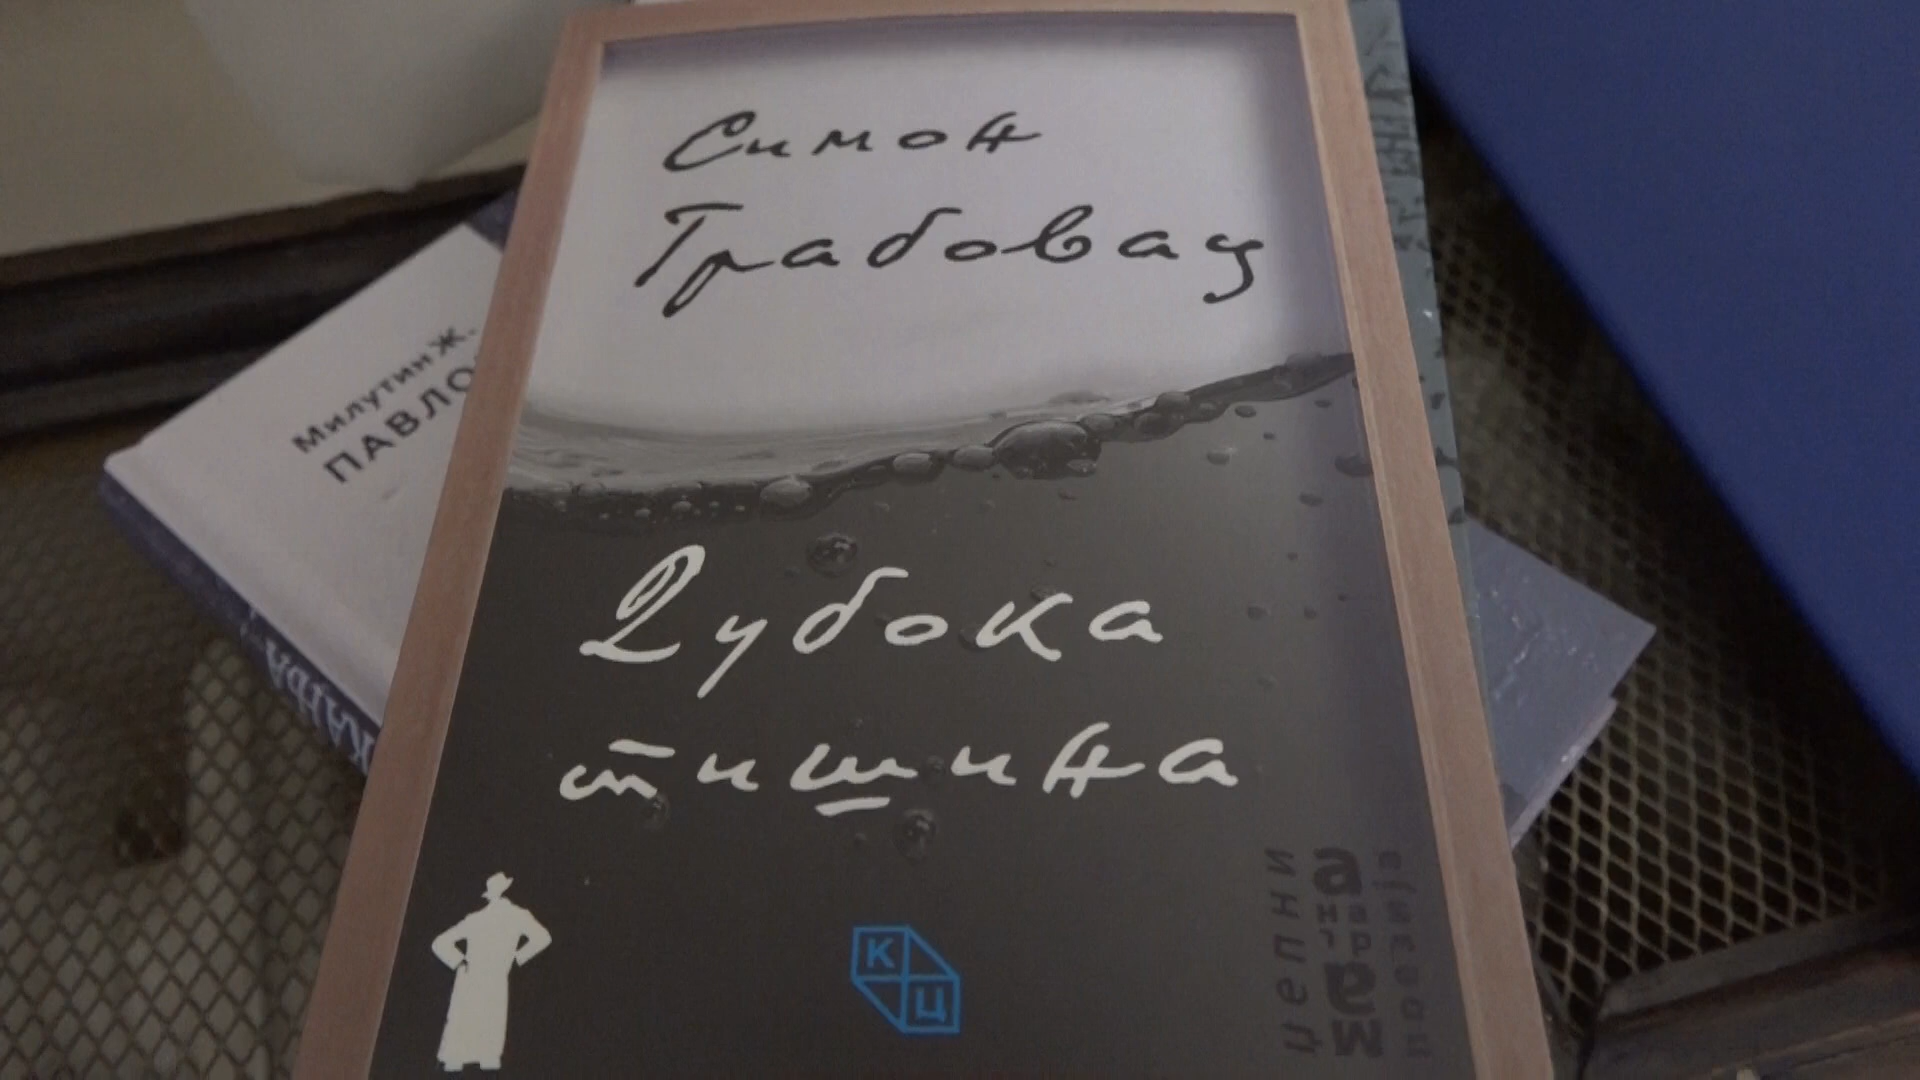 Симон
Грабовац
Дубока
тишина
К
Ц
Милутин Ж.
ПАВЛО